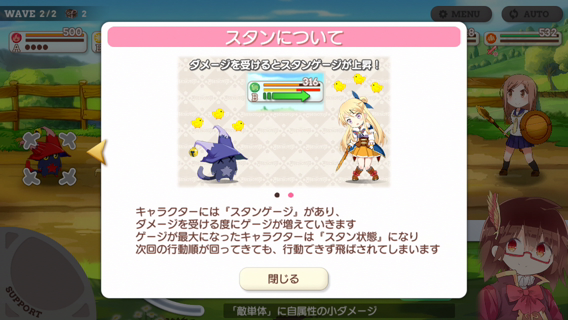 WAVE 2/2
2
MENU
AUTO
500
A
532
スタンについて
ダメージを受けるとスタンゲージが上昇！
316
B
キャラクターには「スタンゲージ」があり、
ダメージを受ける度にゲージが増えていきます
ゲージが最大になったキャラクターは「スタン状態」になり
次回の行動順が回ってきても、行動できず飛ばされてしまいます
閉じる
SUPPORT
「敵単体」に自属性の小ダメージ